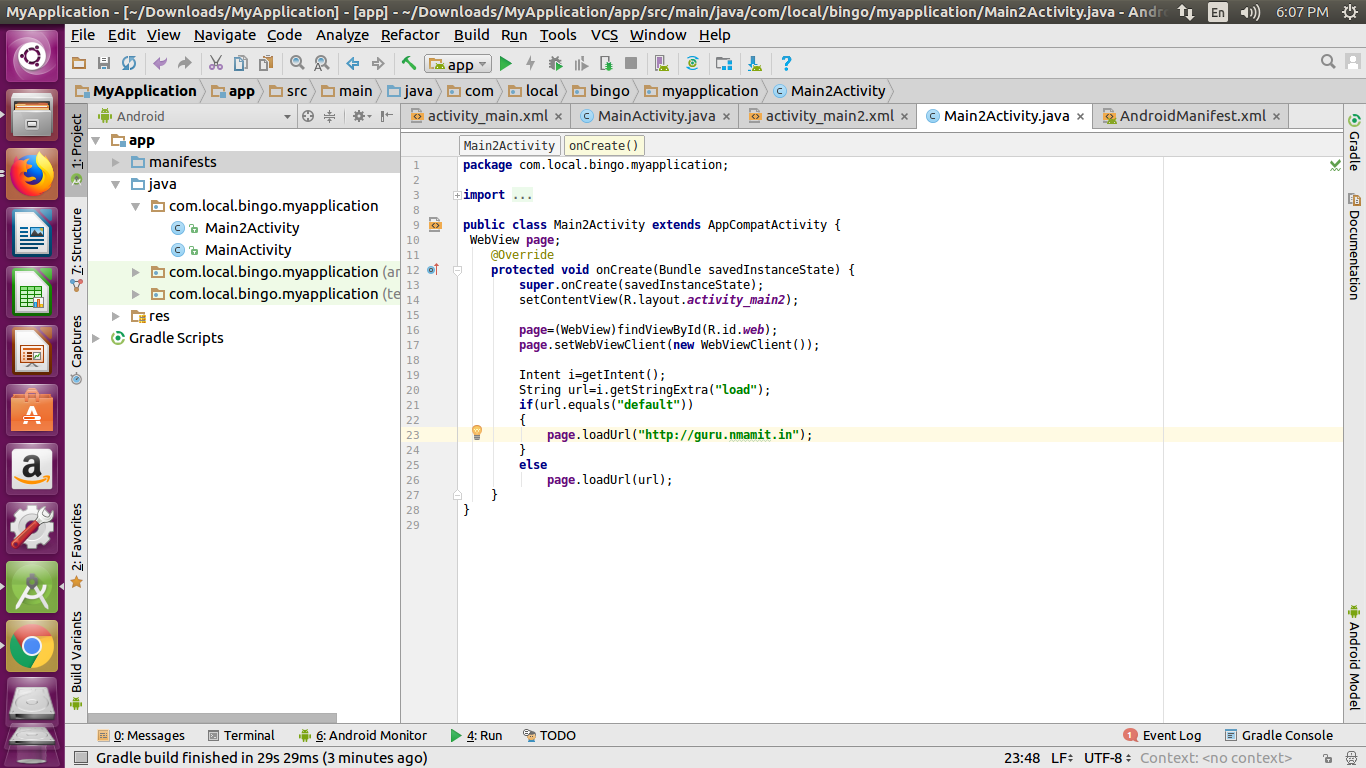 MyApplication - [~/Downloads/MyApplication] - [app] - ~/Downloads/MyApplication/app/src/main/java/com/local/bingo/myapplication/Main2Activity.java - Andro
En
6:07 PM
File Edit View Navigate Code Analyze Refactor Build Run Tools VCS Window Help
app
MyApplication app src main java com local bingo myapplication Main2Activity
Android
activity_main.xml × MainActivity.java × activity_main2.xml × Main2Activity.java × AndroidManifest.xml ×
1: Project
7: Structure
Captures
2: Favorites
Build Variants
app
manifests
java
com.local.bingo.myapplication
Main2Activity
MainActivity
com.local.bingo.myapplication (an
com.local.bingo.myapplication (te
res
Gradle Scripts
Main2Activity onCreate()
1 package com.local.bingo.myapplication;
2
3 import ...
8
9 public class Main2Activity extends AppCompatActivity {
10 WebView page;
11 @Override
12 protected void onCreate(Bundle savedInstanceState) {
13 super.onCreate(savedInstanceState);
14 setContentView(R.layout.activity_main2);
15
16 page=(WebView)findViewById(R.id.web);
17 page.setWebViewClient(new WebViewClient());
18
19 Intent i=getIntent();
20 String url=i.getStringExtra("load");
21 if(url.equals("default"))
22 {
23 page.loadUrl("http://guru.nmamit.in");
24 }
25 else
26 page.loadUrl(url);
27 }
28 }
29
Gradle
Documentation
Android Model
0: Messages Terminal 6: Android Monitor 4: Run TODO
1 Event Log Gradle Console
Gradle build finished in 29s 29ms (3 minutes ago)
23:48 LF UTF-8 Context: <no context>